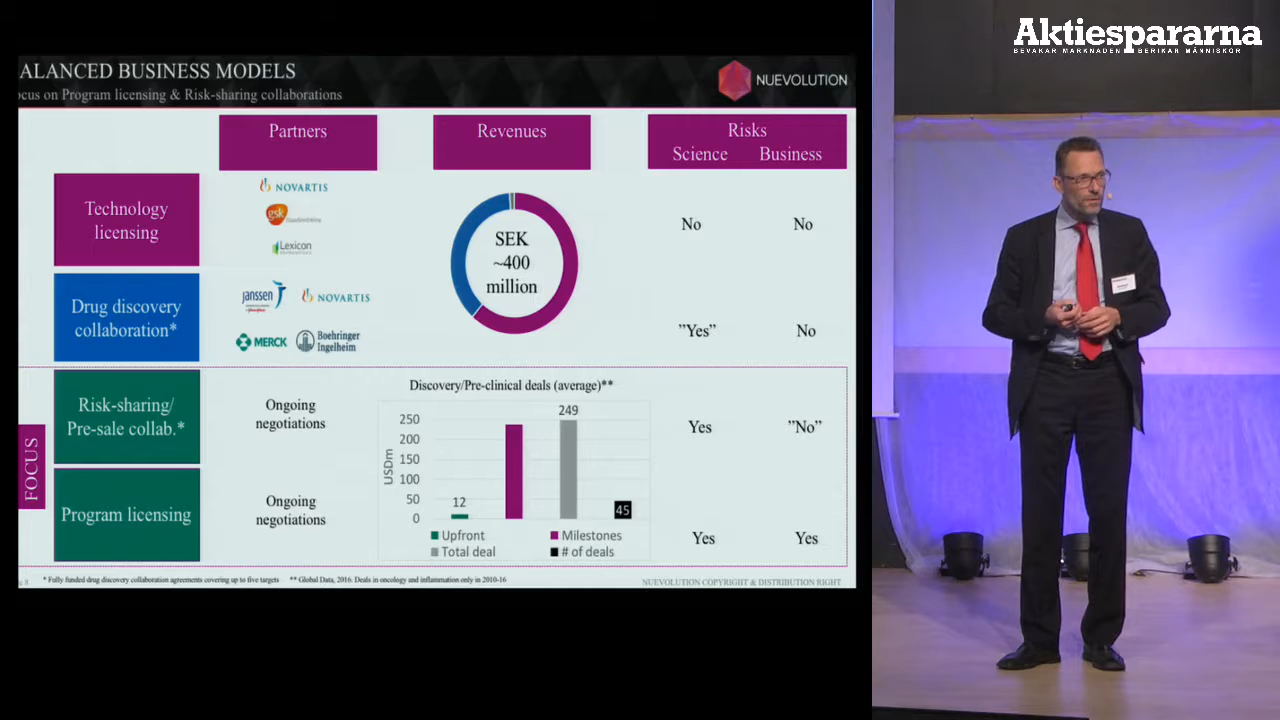 Aktiespararna
BEVAKAR MARKNADEN BERIKAR MÄNNISKOR
ALANCED BUSINESS MODELS
ocus on Program licensing & Risk-sharing collaborations
NUEVOLUTION
Partners
Revenues
Risks
Science Business
Technology
licensing
NOVARTIS
gsk
Lexicon
SEK
~400
million
No No
Drug discovery
collaboration*
janssen
NOVARTIS
MERCK
Boehringer
Ingelheim
"Yes" No
FOCUS
Risk-sharing/
Pre-sale collab.*
Ongoing
negotiations
Discovery/Pre-clinical deals (average)**
USDm
250
200
150
100
50
0
12
249
45
Upfront Milestones
Total deal # of deals
Yes "No"
Program licensing
Ongoing
negotiations
Yes Yes
* Fully funded drug discovery collaboration agreements covering up to five targets ** Global Data, 2016. Deals in oncology and inflammation only in 2010-16
NUEVOLUTION COPYRIGHT & DISTRIBUTION RIGHT